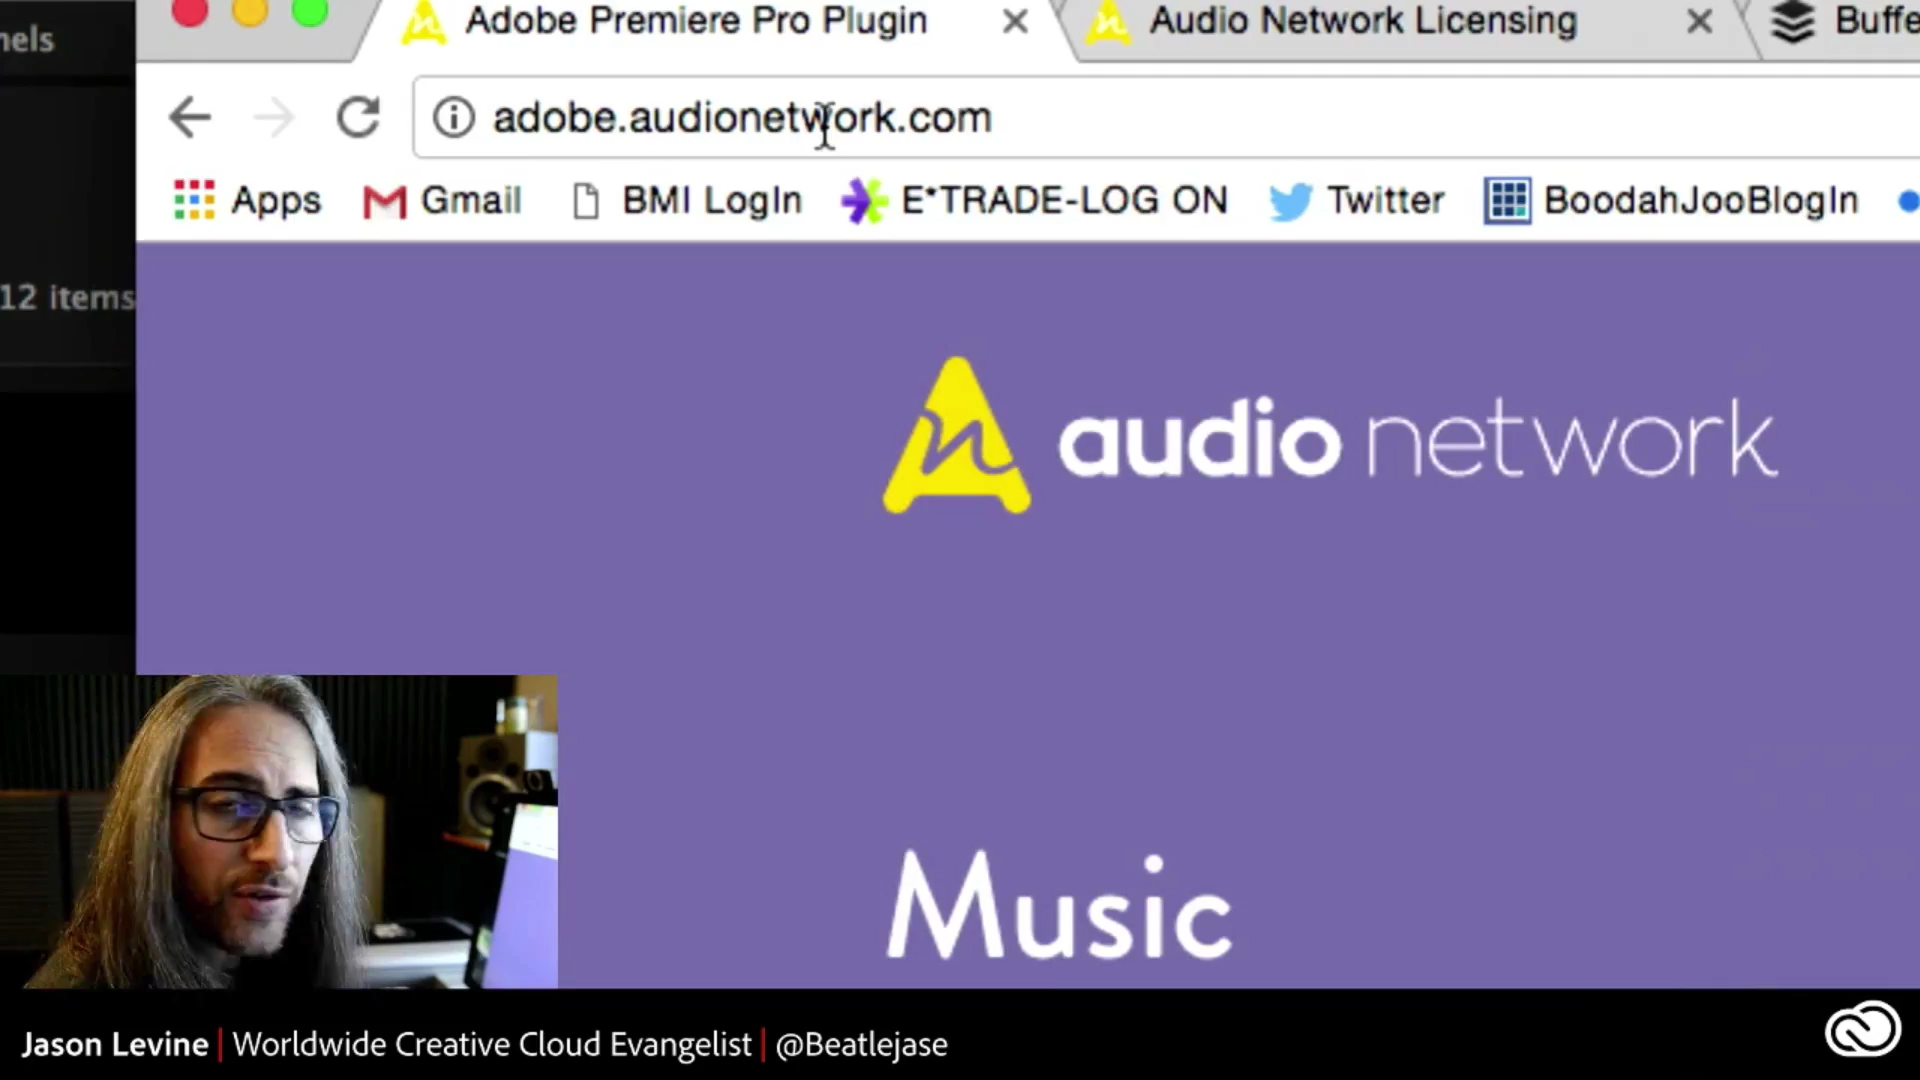 nels
Adobe Premiere Pro Plugin
Audio Network Licensing
Buffe
adobe.audionetwork.com
Apps
Gmail
BMI LogIn
E*TRADE-LOG ON
Twitter
BoodahJooBlogIn
12 items
audio network
Music
Jason Levine | Worldwide Creative Cloud Evangelist | @Beatlejase